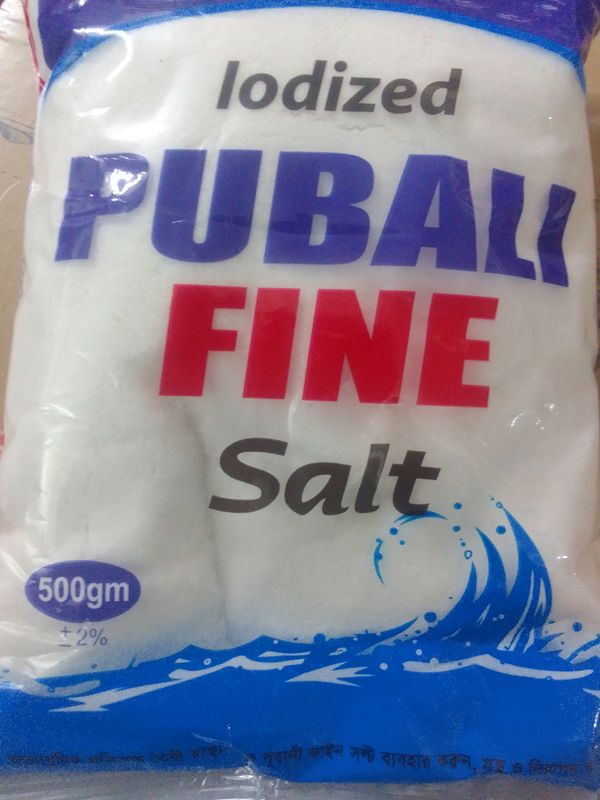 Iodized
PUBALI
FINE
Salt
500gm
±2%
পূবালী ফাইন সল্ট ব্যবহার করুন, সুস্থ ও